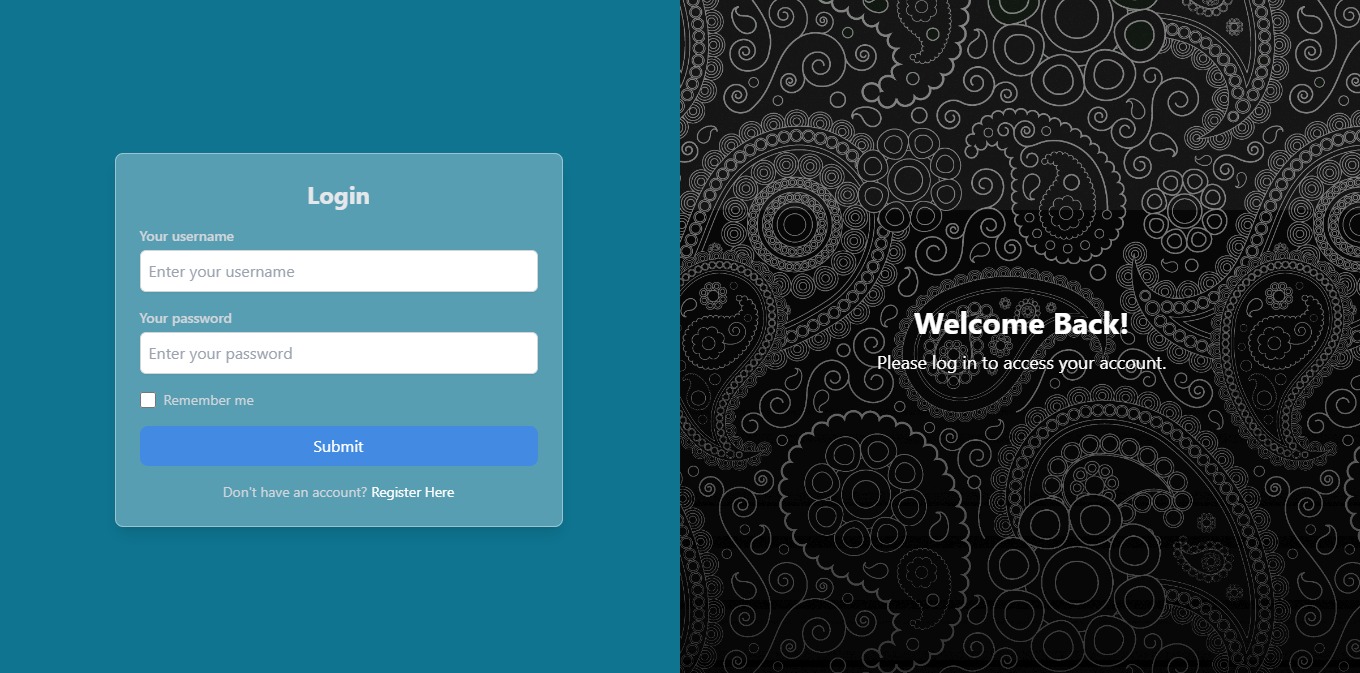 Login
Your username
Enter your username
Your password
Enter your password
Remember me
Submit
Don't have an account? Register Here
Welcome Back!
Please log in to access your account.